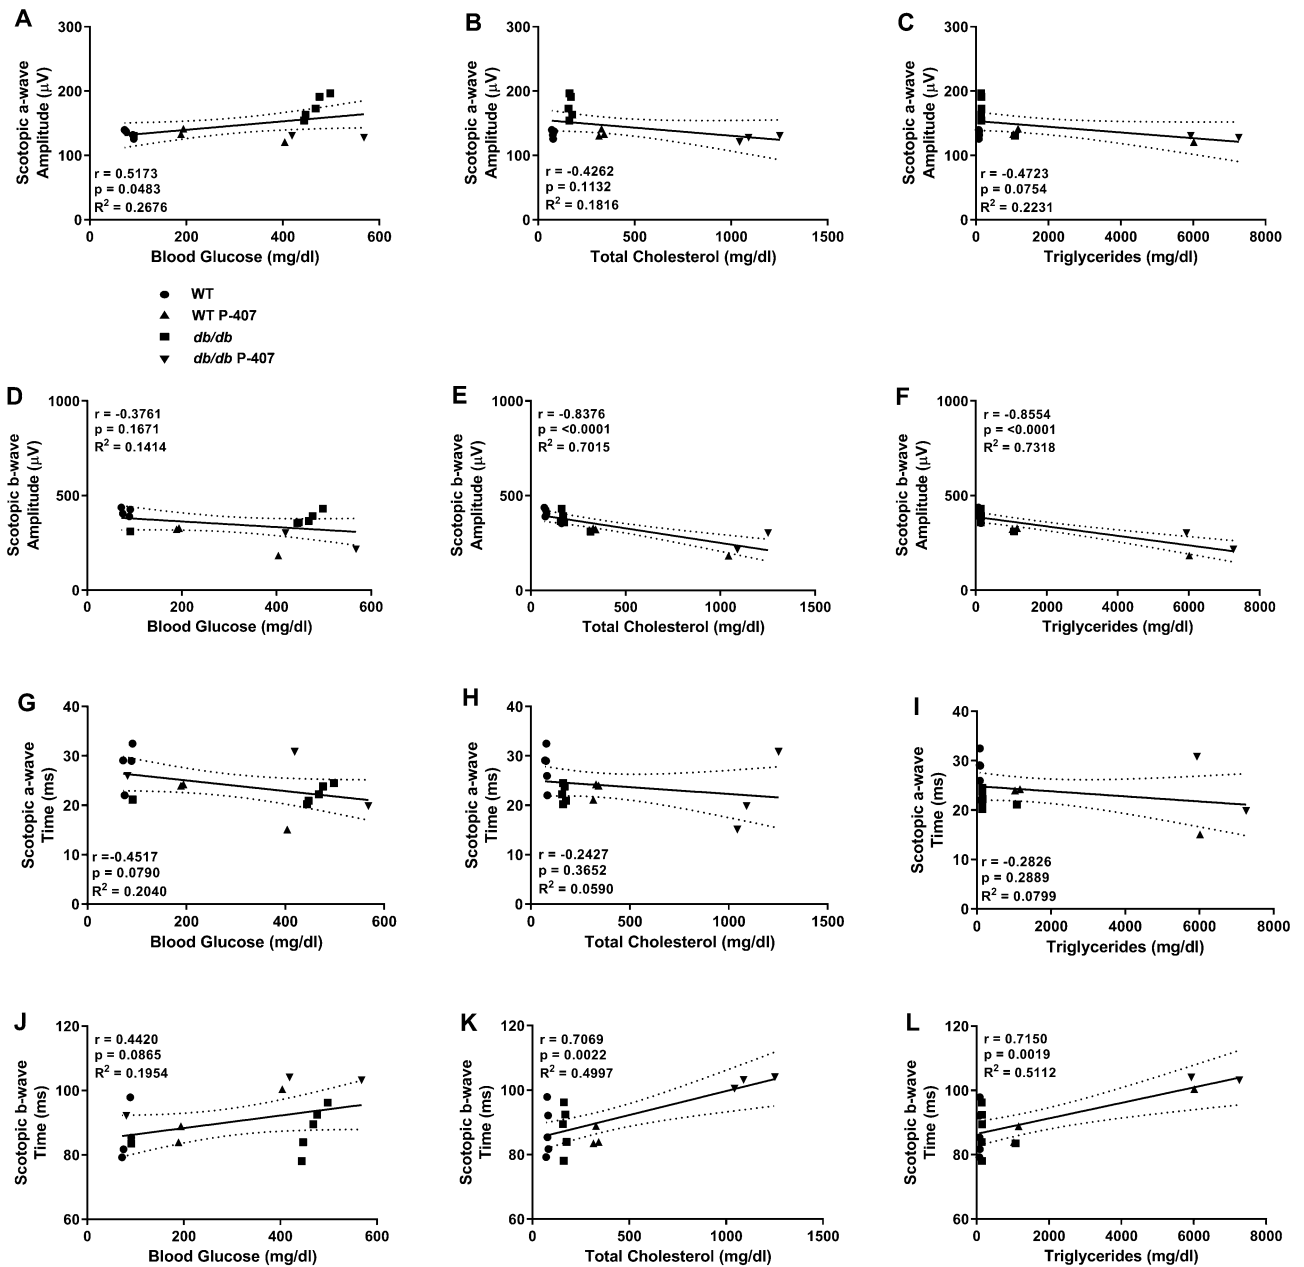 A
Scotopic a-wave
Amplitude (μV)
300
200
100
0
r = 0.5173
p = 0.0483
R2 = 0.2676
0 200 400 600
Blood Glucose (mg/dl)
B
Scotopic a-wave
Amplitude (μV)
300
200
100
0
r = -0.4262
p = 0.1132
R2 = 0.1816
0 500 1000 1500
Total Cholesterol (mg/dl)
C
Scotopic a-wave
Amplitude (μV)
300
200
100
0
r = -0.4723
p = 0.0754
R2 = 0.2231
0 2000 4000 6000 8000
Triglycerides (mg/dl)
WT
WT P-407
db/db
db/db P-407
D
Scotopic b-wave
Amplitude (μV)
1000
500
0
r = -0.3761
p = 0.1671
R2 = 0.1414
0 200 400 600
Blood Glucose (mg/dl)
E
Scotopic b-wave
Amplitude (μV)
1000
500
0
r = -0.8376
p = <0.0001
R2 = 0.7015
0 500 1000 1500
Total Cholesterol (mg/dl)
F
Scotopic b-wave
Amplitude (μV)
1000
500
0
r = -0.8554
p = <0.0001
R2 = 0.7318
0 2000 4000 6000 8000
Triglycerides (mg/dl)
G
Scotopic a-wave
Time (ms)
40
30
20
10
0
r =-0.4517
p = 0.0790
R2 = 0.2040
0 200 400 600
Blood Glucose (mg/dl)
H
Scotopic a-wave
Time (ms)
40
30
20
10
0
r = -0.2427
p = 0.3652
R2 = 0.0590
0 500 1000 1500
Total Cholesterol (mg/dl)
I
Scotopic a-wave
Time (ms)
40
30
20
10
0
r = -0.2826
p = 0.2889
R2 = 0.0799
0 2000 4000 6000 8000
Triglycerides (mg/dl)
J
Scotopic b-wave
Time (ms)
120
100
80
60
r = 0.4420
p = 0.0865
R2 = 0.1954
0 200 400 600
Blood Glucose (mg/dl)
K
Scotopic b-wave
Time (ms)
120
100
80
60
r = 0.7069
p = 0.0022
R2 = 0.4997
0 500 1000 1500
Total Cholesterol (mg/dl)
L
Scotopic b-wave
Time (ms)
120
100
80
60
r = 0.7150
p = 0.0019
R2 = 0.5112
0 2000 4000 6000 8000
Triglycerides (mg/dl)